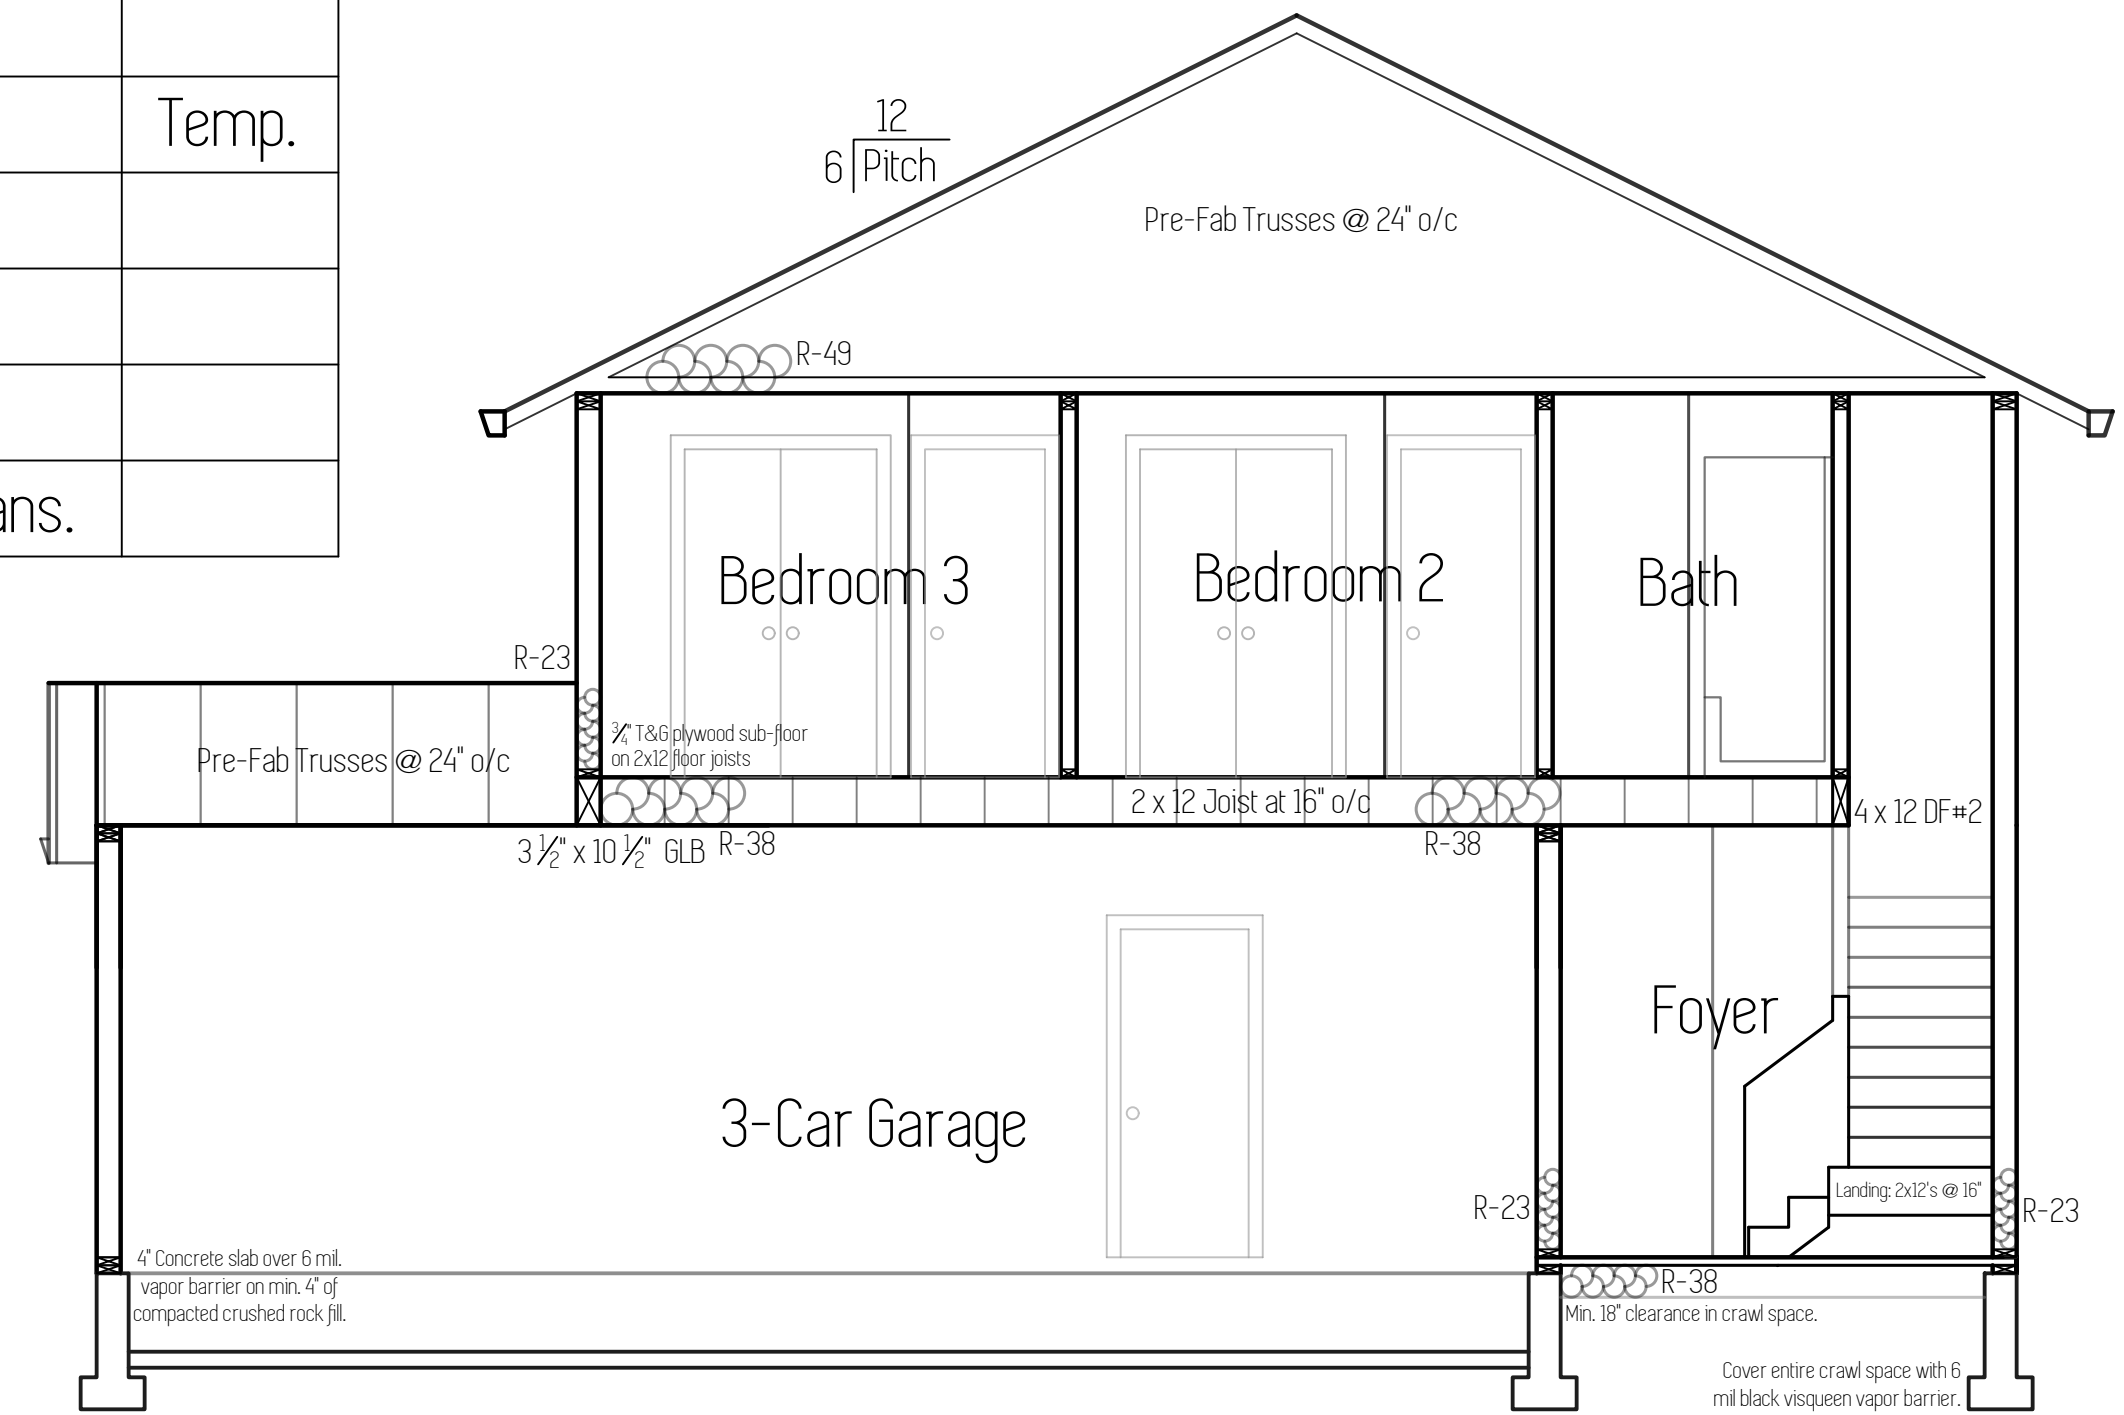 Temp.
ans.
12
6 Pitch
Pre-Fab Trusses @ 24" o/c
R-49
Bedroom 3
Bedroom 2
Bath
R-23
3/4" T&G plywood sub-floor
on 2x12 floor joists
Pre-Fab Trusses @ 24" o/c
2 x 12 Joist at 16" o/c
4 x 12 DF#2
3 1/2" x 10 1/2" GLB
R-38
R-38
Foyer
3-Car Garage
Landing: 2x12's @ 16"
R-23
R-23
4" Concrete slab over 6 mil.
vapor barrier on min. 4" of
compacted crushed rock fill.
R-38
Min. 18" clearance in crawl space.
Cover entire crawl space with 6
mil black visqueen vapor barrier.